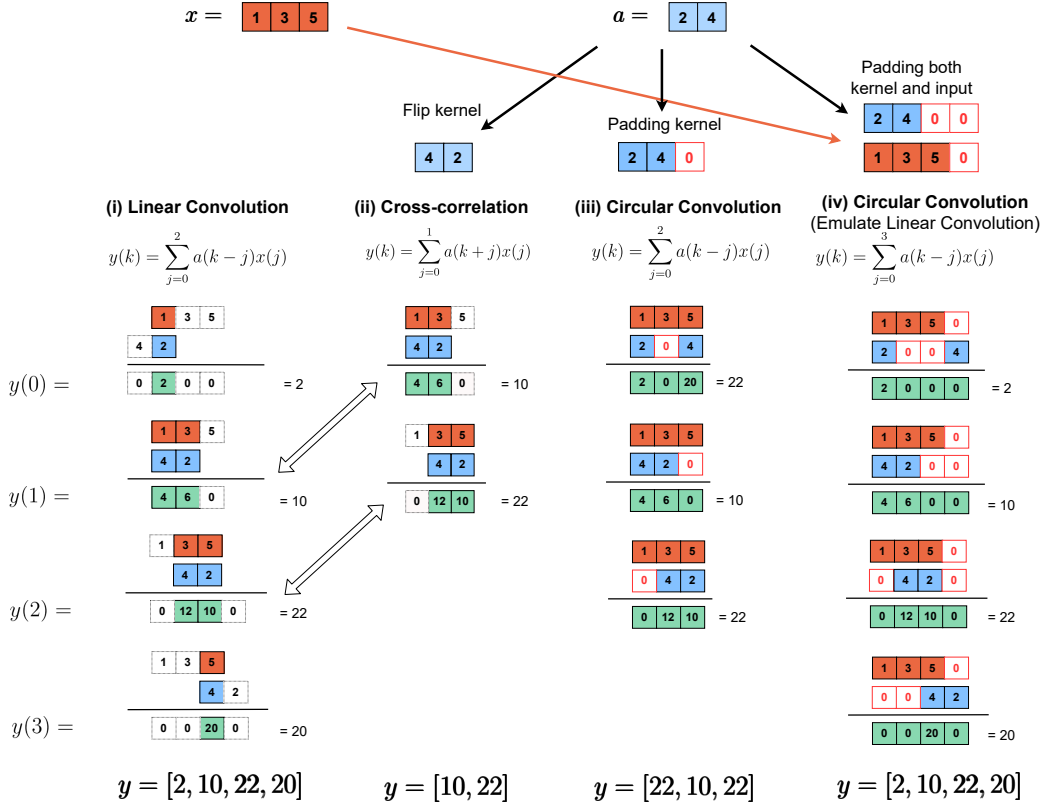 x = 1 3 5
a = 2 4
Flip kernel
4 2
Padding kernel
2 4 0
Padding both
kernel and input
2 4 0 0
1 3 5 0
(i) Linear Convolution
y(k) = \sum_{j=0}^{2} a(k − j)x(j)
(ii) Cross-correlation
y(k) = \sum_{j=0}^{1} a(k + j)x(j)
(iii) Circular Convolution
y(k) = \sum_{j=0}^{2} a(k − j)x(j)
(iv) Circular Convolution
(Emulate Linear Convolution)
y(k) = \sum_{j=0}^{3} a(k − j)x(j)
y(0) =
1 3 5
4 2
0 2 0 0 = 2
1 3 5
4 2
4 6 0 = 10
1 3 5
2 0 4
2 0 20 = 22
1 3 5 0
2 0 0 4
2 0 0 0 = 2
y(1) =
1 3 5
4 2
4 6 0 = 10
1 3 5
4 2
0 12 10 = 22
1 3 5
4 2 0
4 6 0 = 10
1 3 5 0
4 2 0 0
4 6 0 0 = 10
y(2) =
1 3 5
4 2
0 12 10 0 = 22
1 3 5
0 4 2
0 12 10 = 22
1 3 5 0
0 4 2 0
0 12 10 0 = 22
y(3) =
1 3 5
4 2
0 0 20 0 = 20
1 3 5 0
0 0 4 2
0 0 20 0 = 20
y = [2, 10, 22, 20]
y = [10, 22]
y = [22, 10, 22]
y = [2, 10, 22, 20]